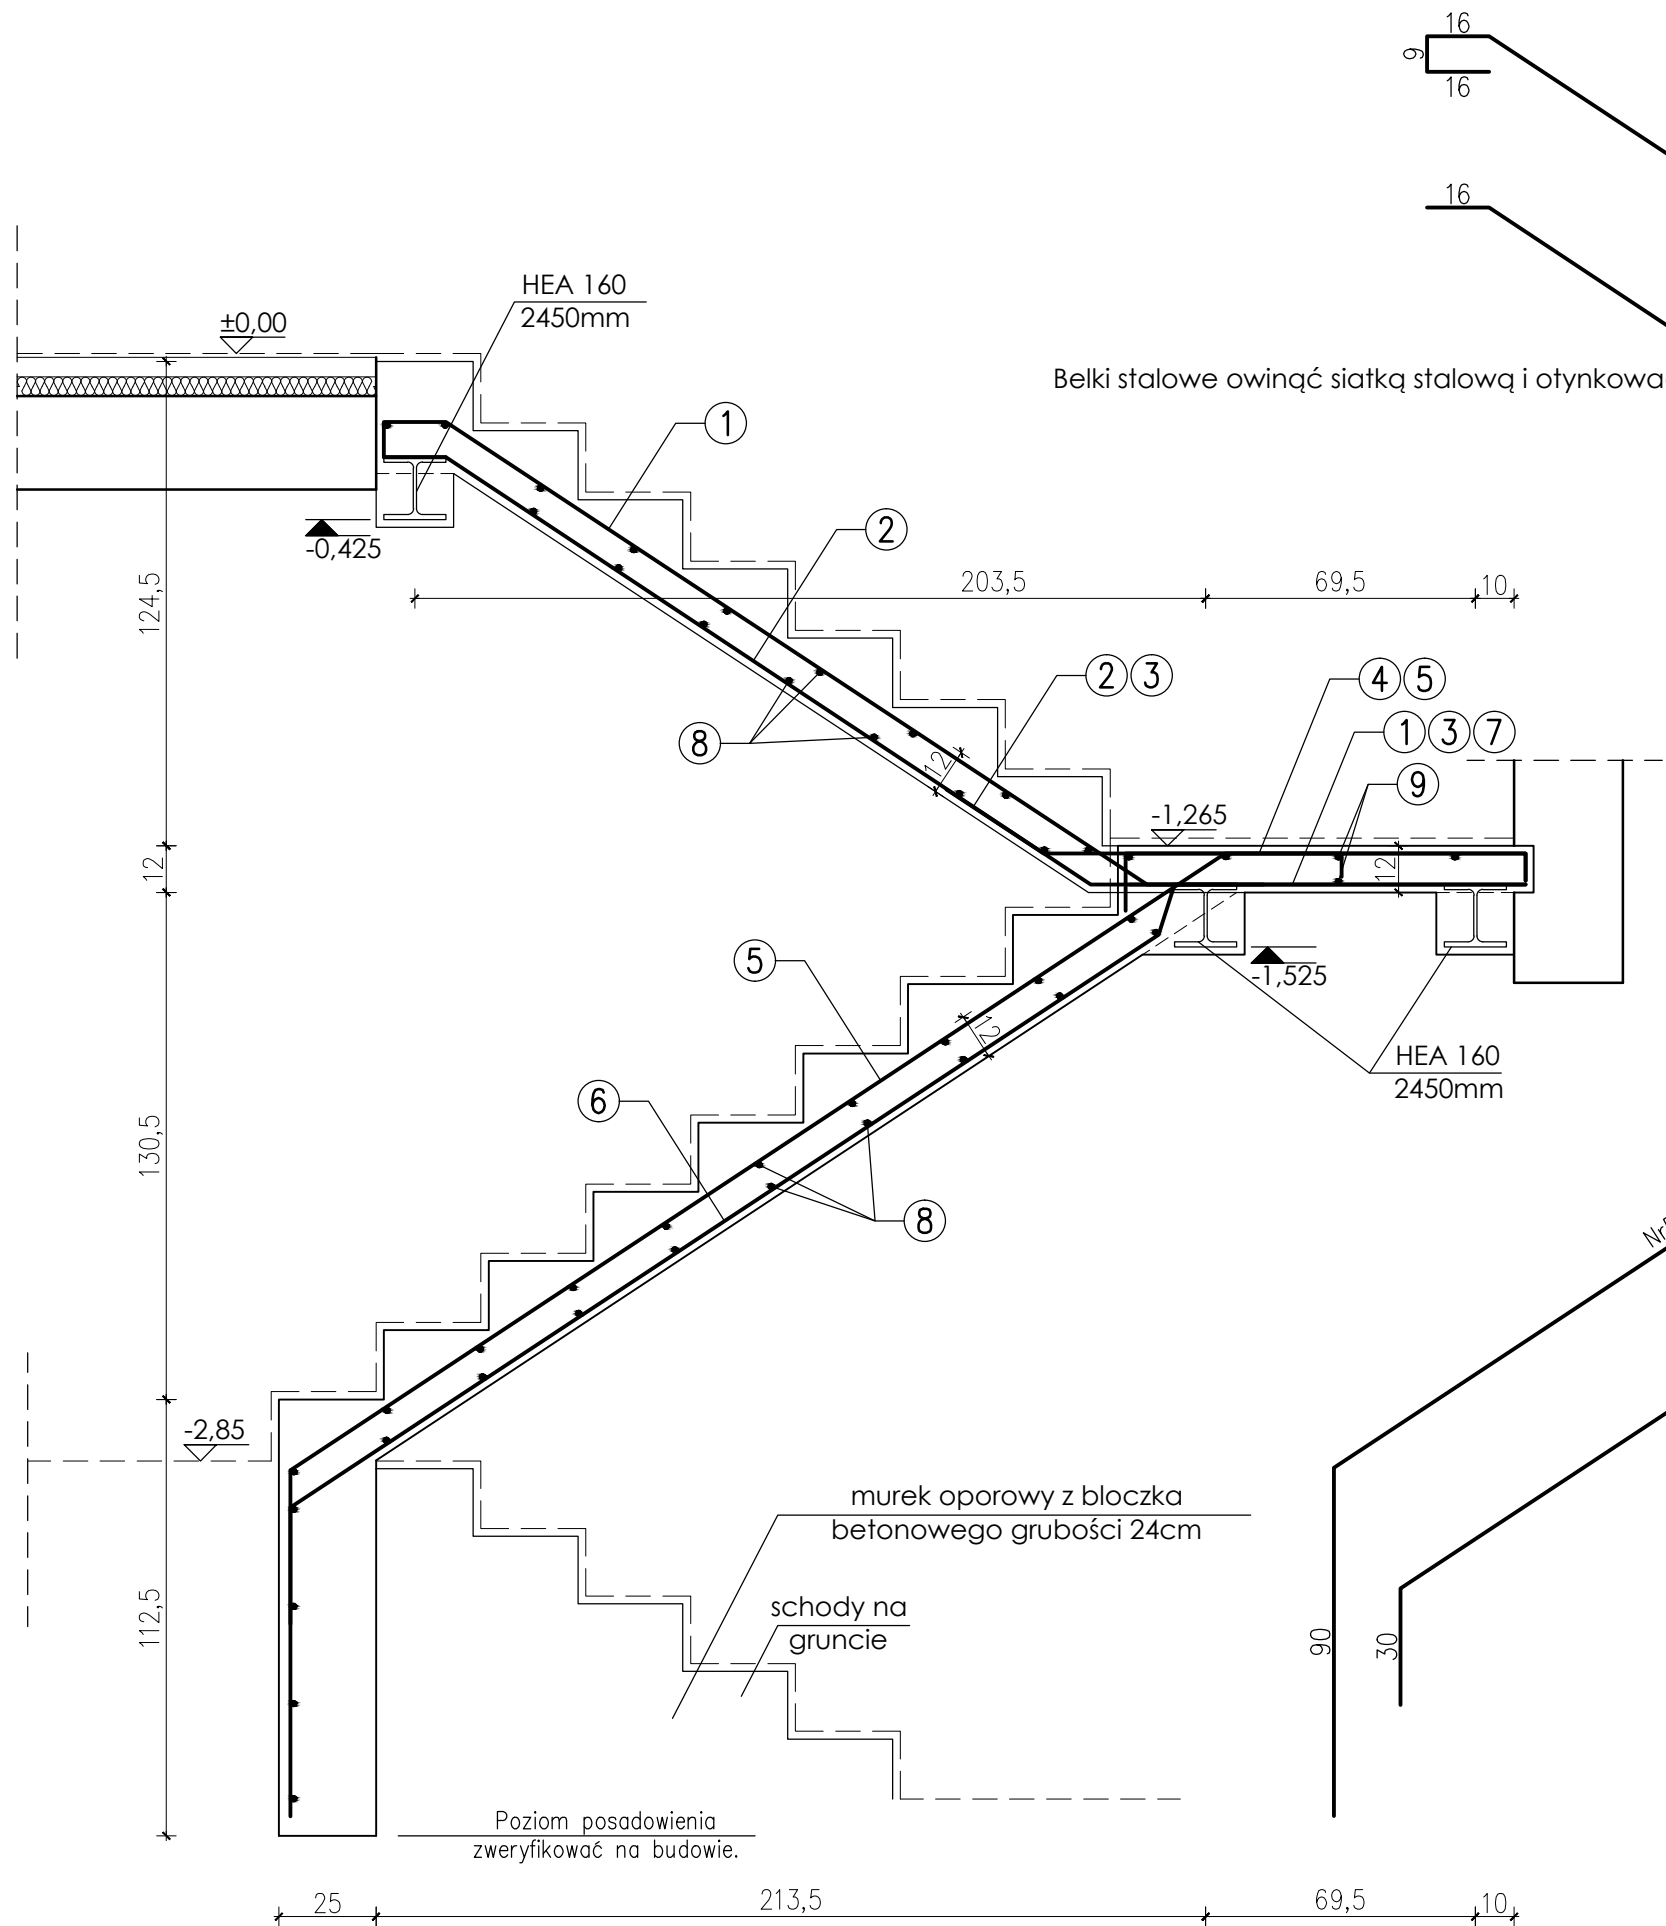 16
9
16
16
HEA 160
2450mm
±0,00
Belki stalowe owinąć siatką stalową i otynkowa
1
2
-0,425
124,5
203,5
69,5
10
2 3
4 5
8
1 3 7
12
9
-1,265
12
12
5
-1,525
12
HEA 160
2450mm
6
130,5
8
-2,85
murek oporowy z bloczka
betonowego grubości 24cm
schody na
gruncie
112,5
90
30
Poziom posadowienia
zweryfikować na budowie.
25
213,5
69,5
10